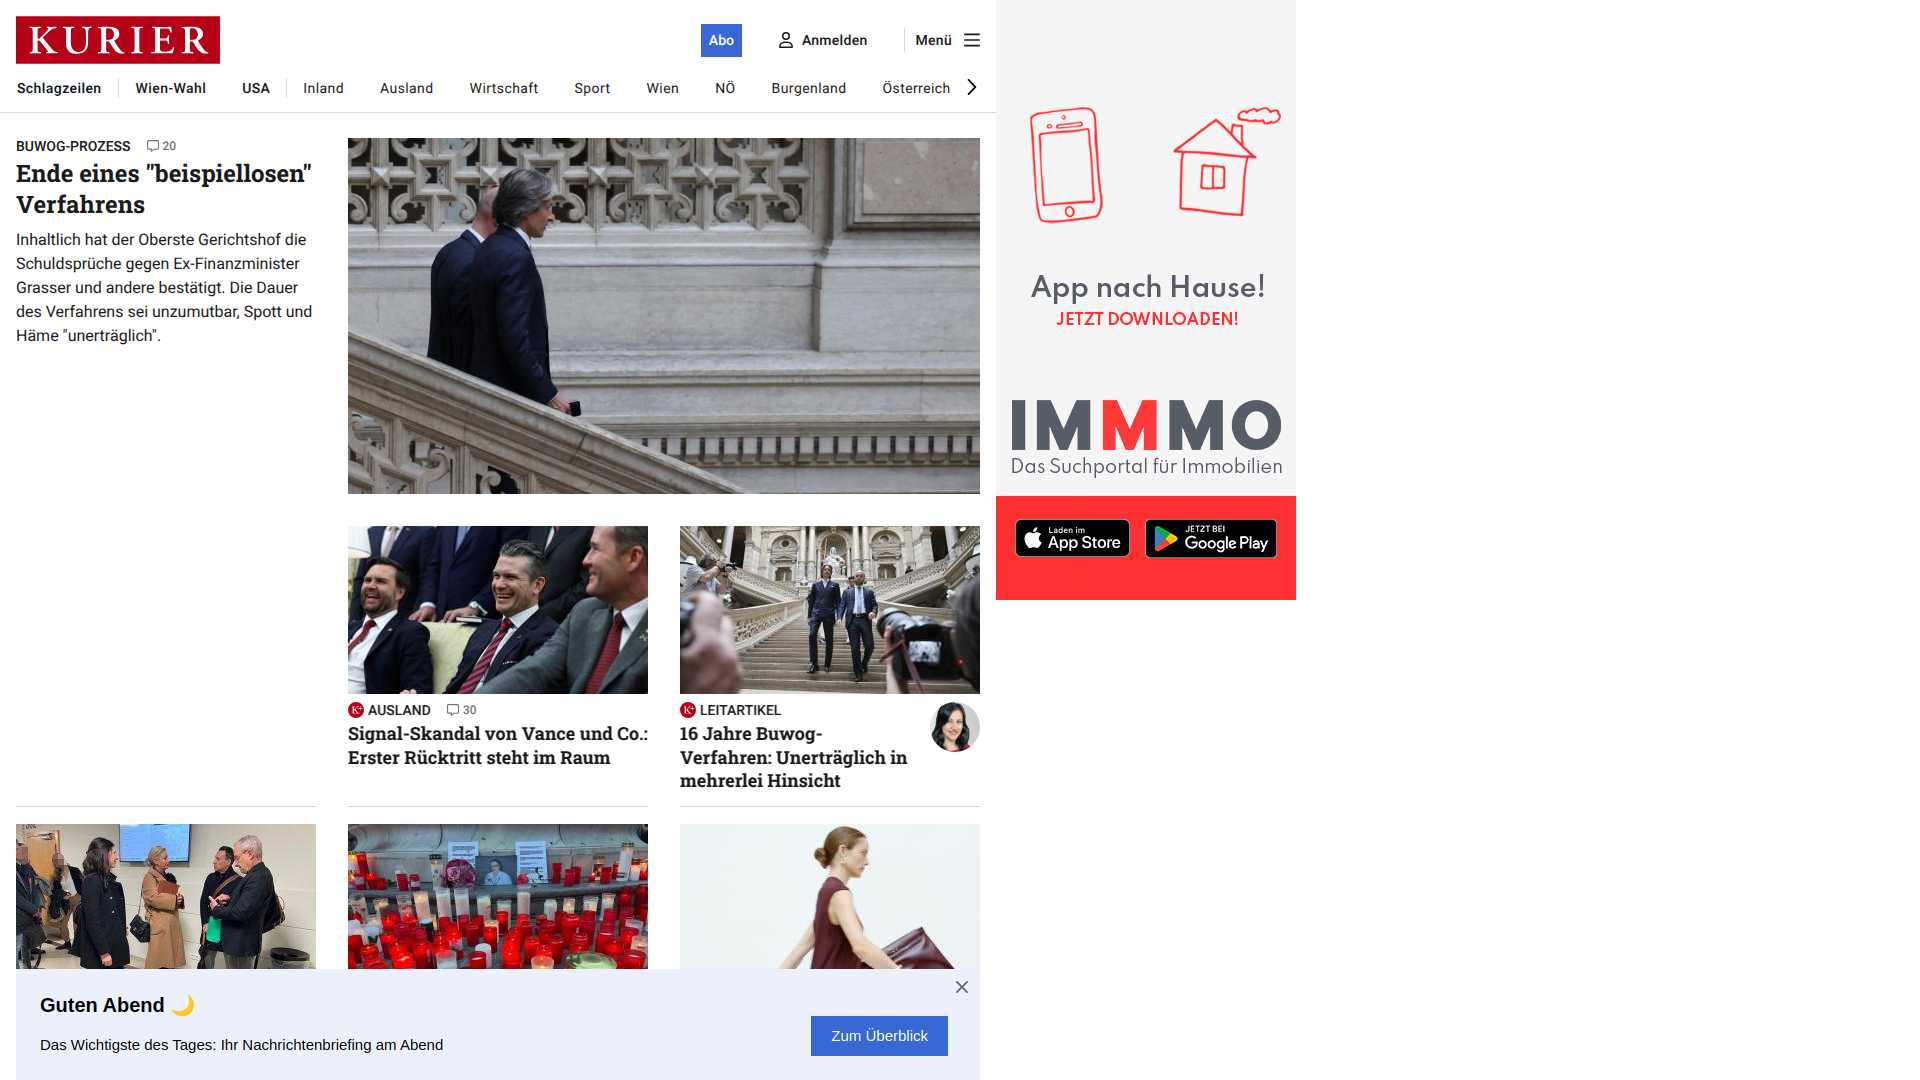 KURIER
Abo
Anmelden
Menü
Schlagzeilen
Wien-Wahl
USA
Inland
Ausland
Wirtschaft
Sport
Wien
NÖ
Burgenland
Österreich
BUWOG-PROZESS
20
Ende eines "beispiellosen"
Verfahrens
Inhaltlich hat der Oberste Gerichtshof die
Schuldsprüche gegen Ex-Finanzminister
Grasser und andere bestätigt. Die Dauer
des Verfahrens sei unzumutbar, Spott und
Häme "unerträglich".
K+ AUSLAND
30
Signal-Skandal von Vance und Co.:
Erster Rücktritt steht im Raum
K+ LEITARTIKEL
16 Jahre Buwog-
Verfahren: Unerträglich in
mehrerlei Hinsicht
Guten Abend 🌙
Das Wichtigste des Tages: Ihr Nachrichtenbriefing am Abend
Zum Überblick
App nach Hause!
JETZT DOWNLOADEN!
IMMMO
Das Suchportal für Immobilien
Laden im
App Store
JETZT BEI
Google Play